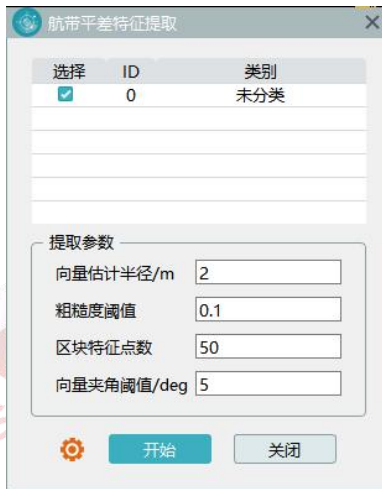 航带平差特征提取
选择 ID 类别
0 未分类
提取参数
向量估计半径/m 2
粗糙度阈值 0.1
区块特征点数 50
向量夹角阈值/deg 5
开始 关闭